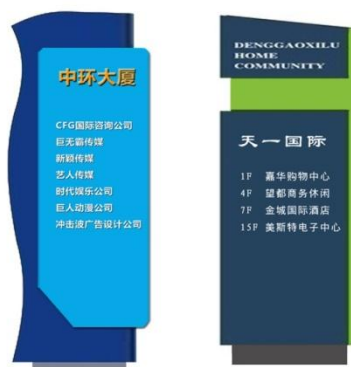 中环大厦
CFG国际咨询公司
巨无霸传媒
新颖传媒
艺人传媒
时代娱乐公司
巨人动漫公司
冲击波广告设计公司
DENGGAOXILU
HOME
COMMUNITY
天一国际
1F 嘉华购物中心
4F 望都商务休闲
7F 金城国际酒店
15F 美斯特电子中心